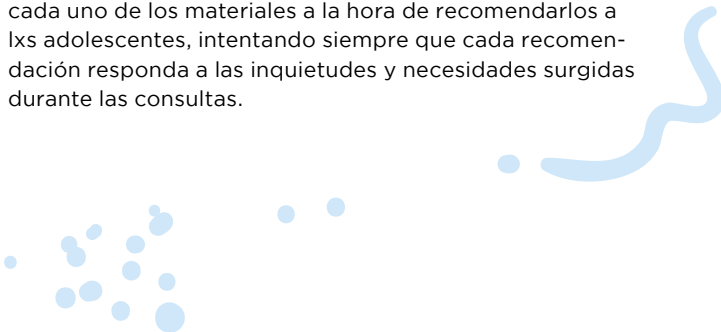 cada uno de los materiales a la hora de recomendarlos a
lxs adolescentes, intentando siempre que cada recomen-
dación responda a las inquietudes y necesidades surgidas
durante las consultas.